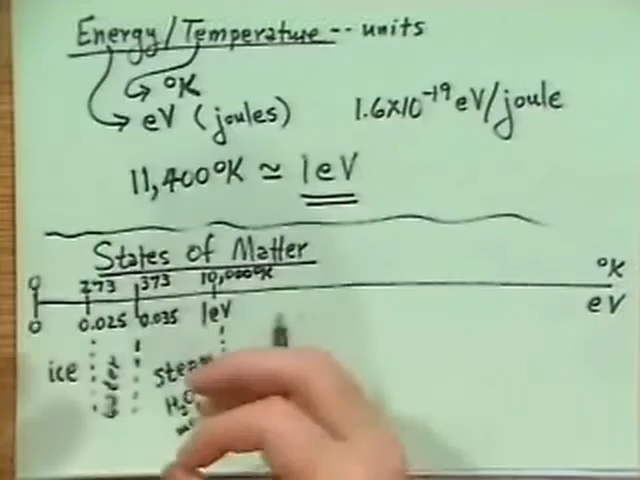 Energy/Temperature -- units
°K
eV (joules) 1.6x10⁻¹⁹ eV/joule
11,400°K ≃ 1eV
States of Matter
0 273 373 10,000°K °K
0 0.025 0.035 1eV eV
ice
H₂O